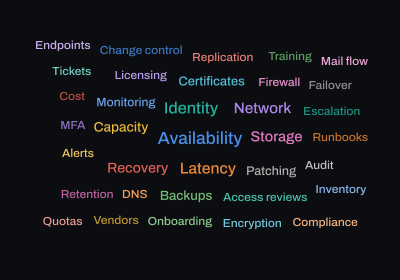 Endpoints
Change control
Replication
Training
Mail flow
Tickets
Licensing
Certificates
Firewall
Failover
Cost
Monitoring
Identity
Network
Escalation
MFA
Capacity
Availability
Storage
Runbooks
Alerts
Recovery
Latency
Patching
Audit
Retention
DNS
Backups
Access reviews
Inventory
Quotas
Vendors
Onboarding
Encryption
Compliance